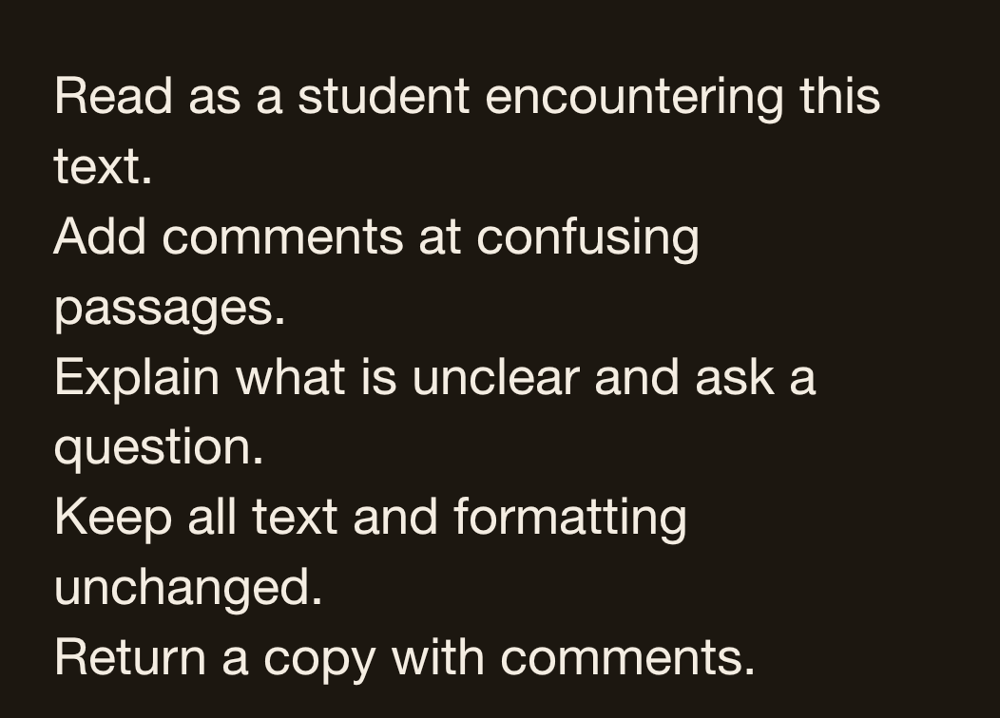 Read as a student encountering this
text.
Add comments at confusing
passages.
Explain what is unclear and ask a
question.
Keep all text and formatting
unchanged.
Return a copy with comments.